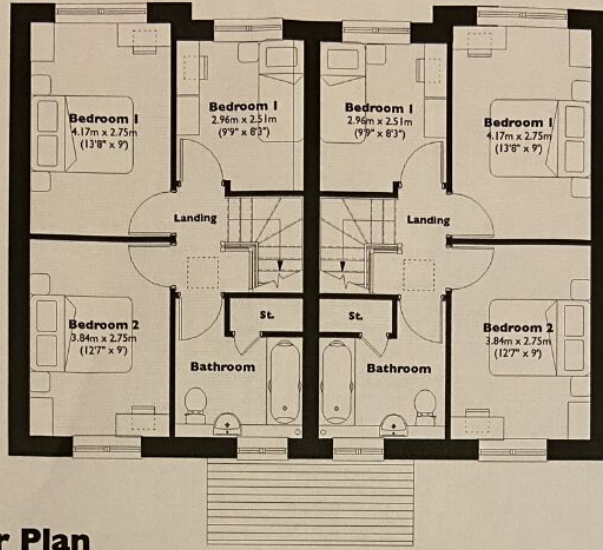 Bedroom 1
4.17m x 2.75m
(13'8" x 9')
Bedroom 1
2.96m x 2.51m
(9'9" x 8'3")
Bedroom 1
2.96m x 2.51m
(9'9" x 8'3")
Bedroom 1
4.17m x 2.75m
(13'8" x 9')
Landing
Landing
Bedroom 2
3.84m x 2.75m
(12'7" x 9')
St.
St.
Bedroom 2
3.84m x 2.75m
(12'7" x 9')
Bathroom
Bathroom
r Plan